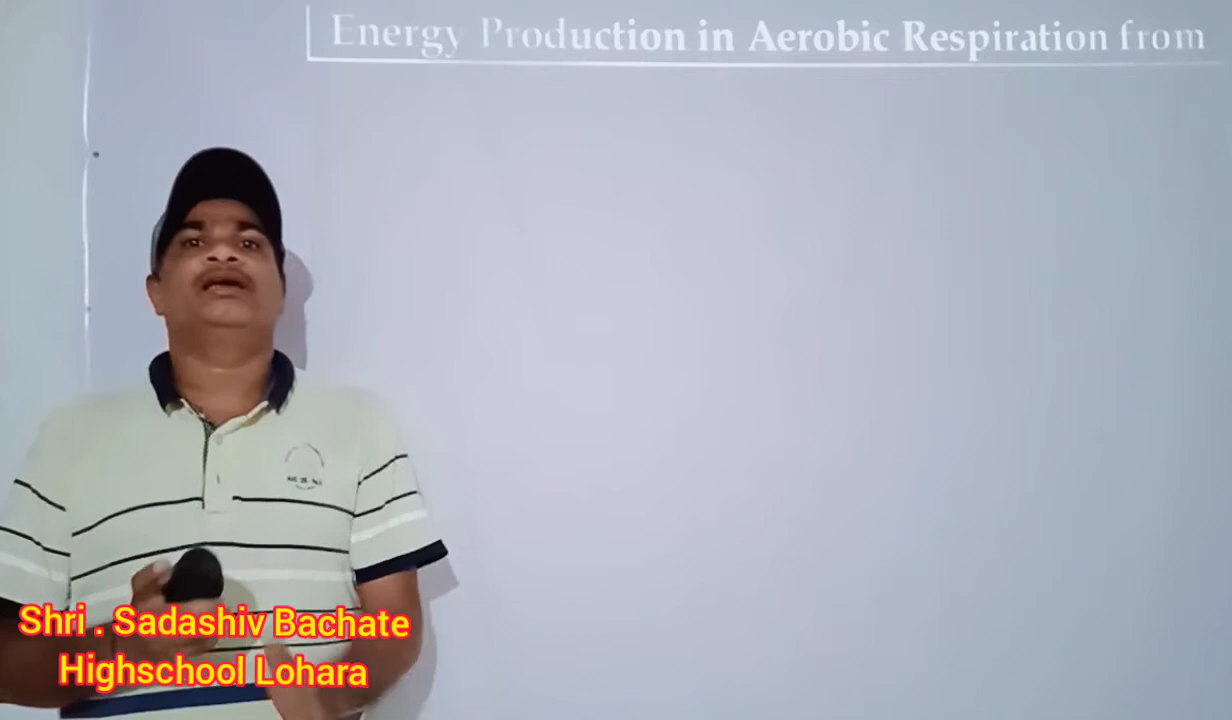 Energy Production in Aerobic Respiration from
Shri . Sadashiv Bachate
Highschool Lohara